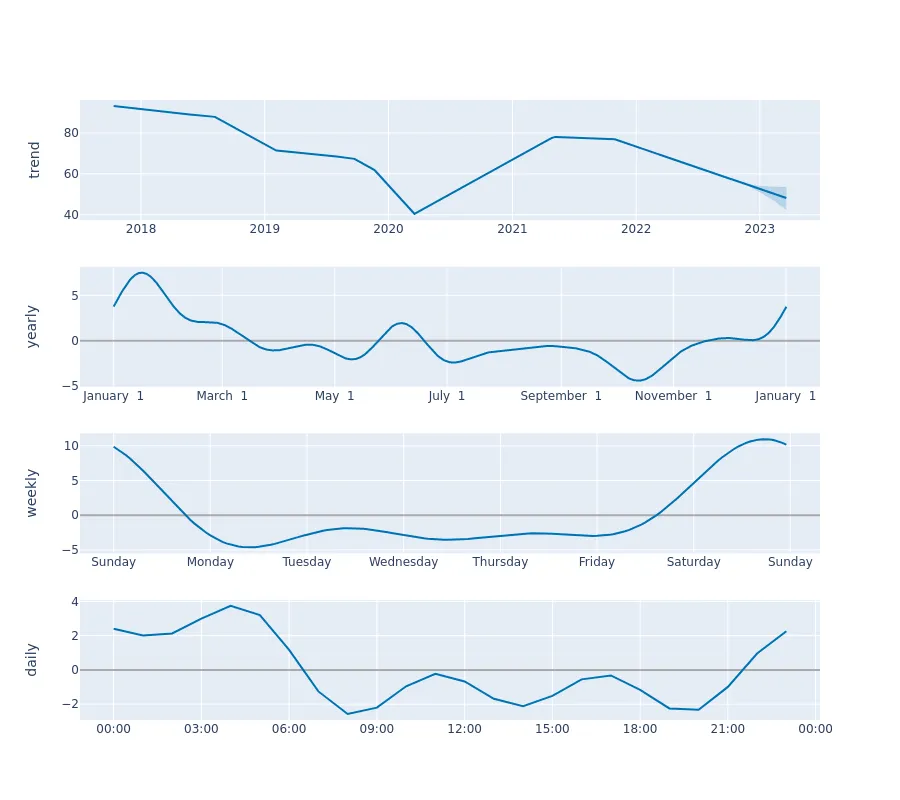 trend
80
60
40
2018 2019 2020 2021 2022 2023
yearly
5
0
−5
January 1 March 1 May 1 July 1 September 1 November 1 January 1
weekly
10
5
0
−5
Sunday Monday Tuesday Wednesday Thursday Friday Saturday Sunday
daily
4
2
0
−2
00:00 03:00 06:00 09:00 12:00 15:00 18:00 21:00 00:00